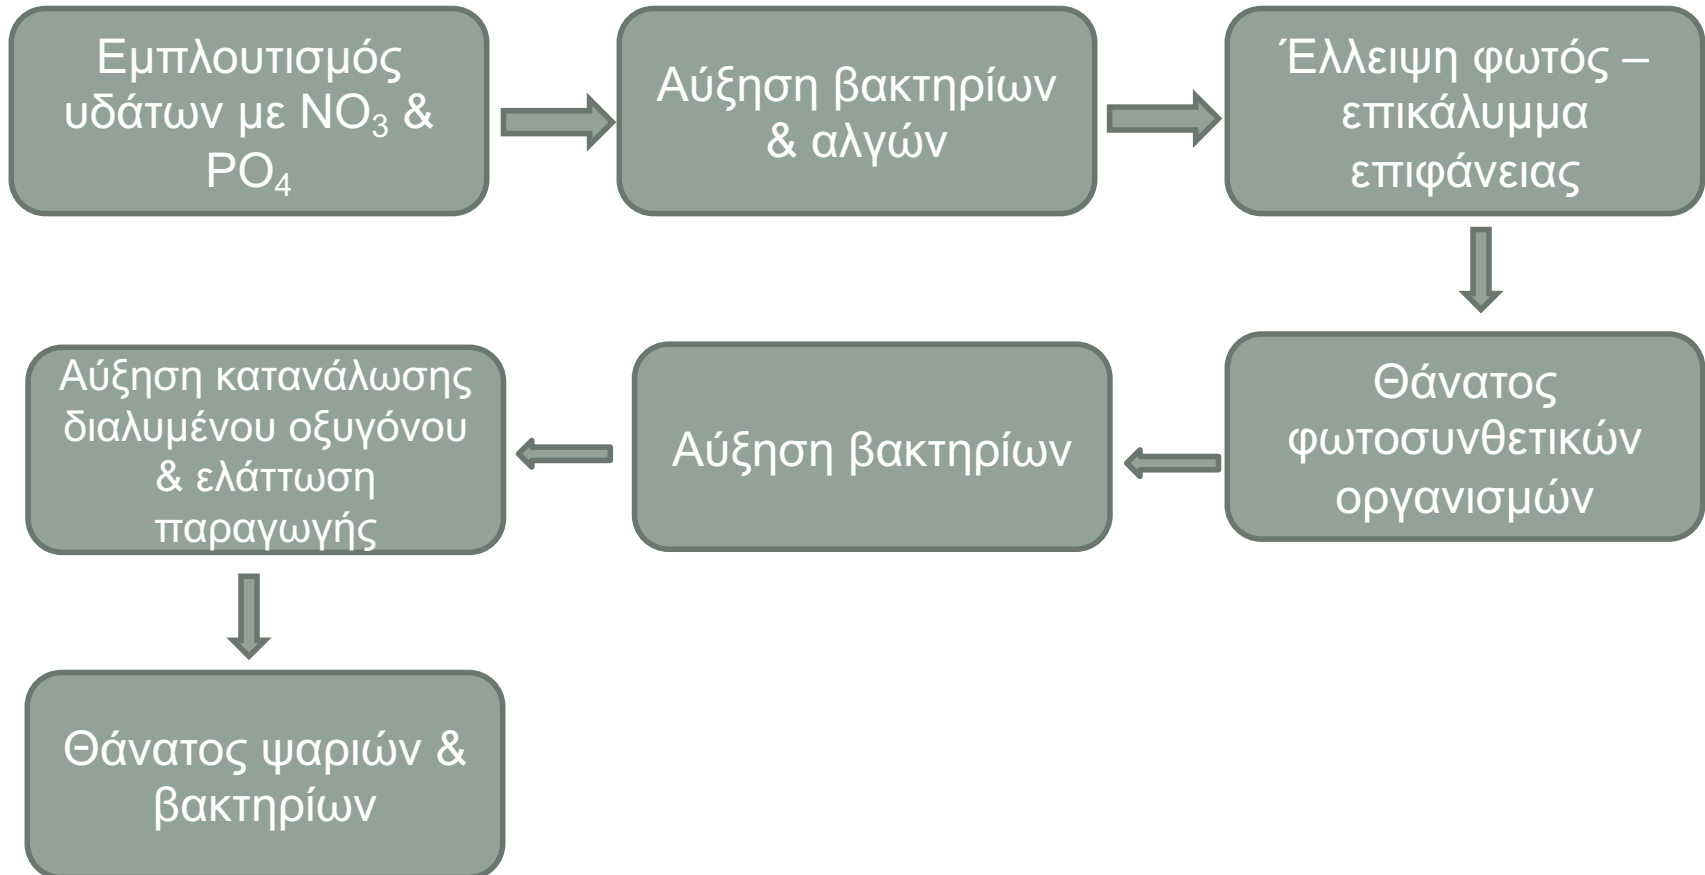 Εμπλουτισμός
υδάτων με NO₃ &
PO₄
Αύξηση βακτηρίων
& αλγών
Έλλειψη φωτός –
επικάλυμμα
επιφάνειας
Θάνατος
φωτοσυνθετικών
οργανισμών
Αύξηση βακτηρίων
Αύξηση κατανάλωσης
διαλυμένου οξυγόνου
& ελάττωση
παραγωγής
Θάνατος ψαριών &
βακτηρίων